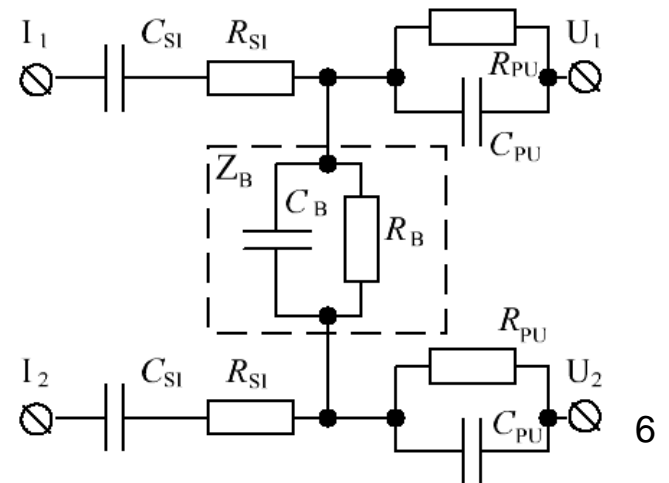 I1 CSI RSI U1
RPU
CPU
ZB
CB RB
RPU
I2 CSI RSI U2
CPU 6